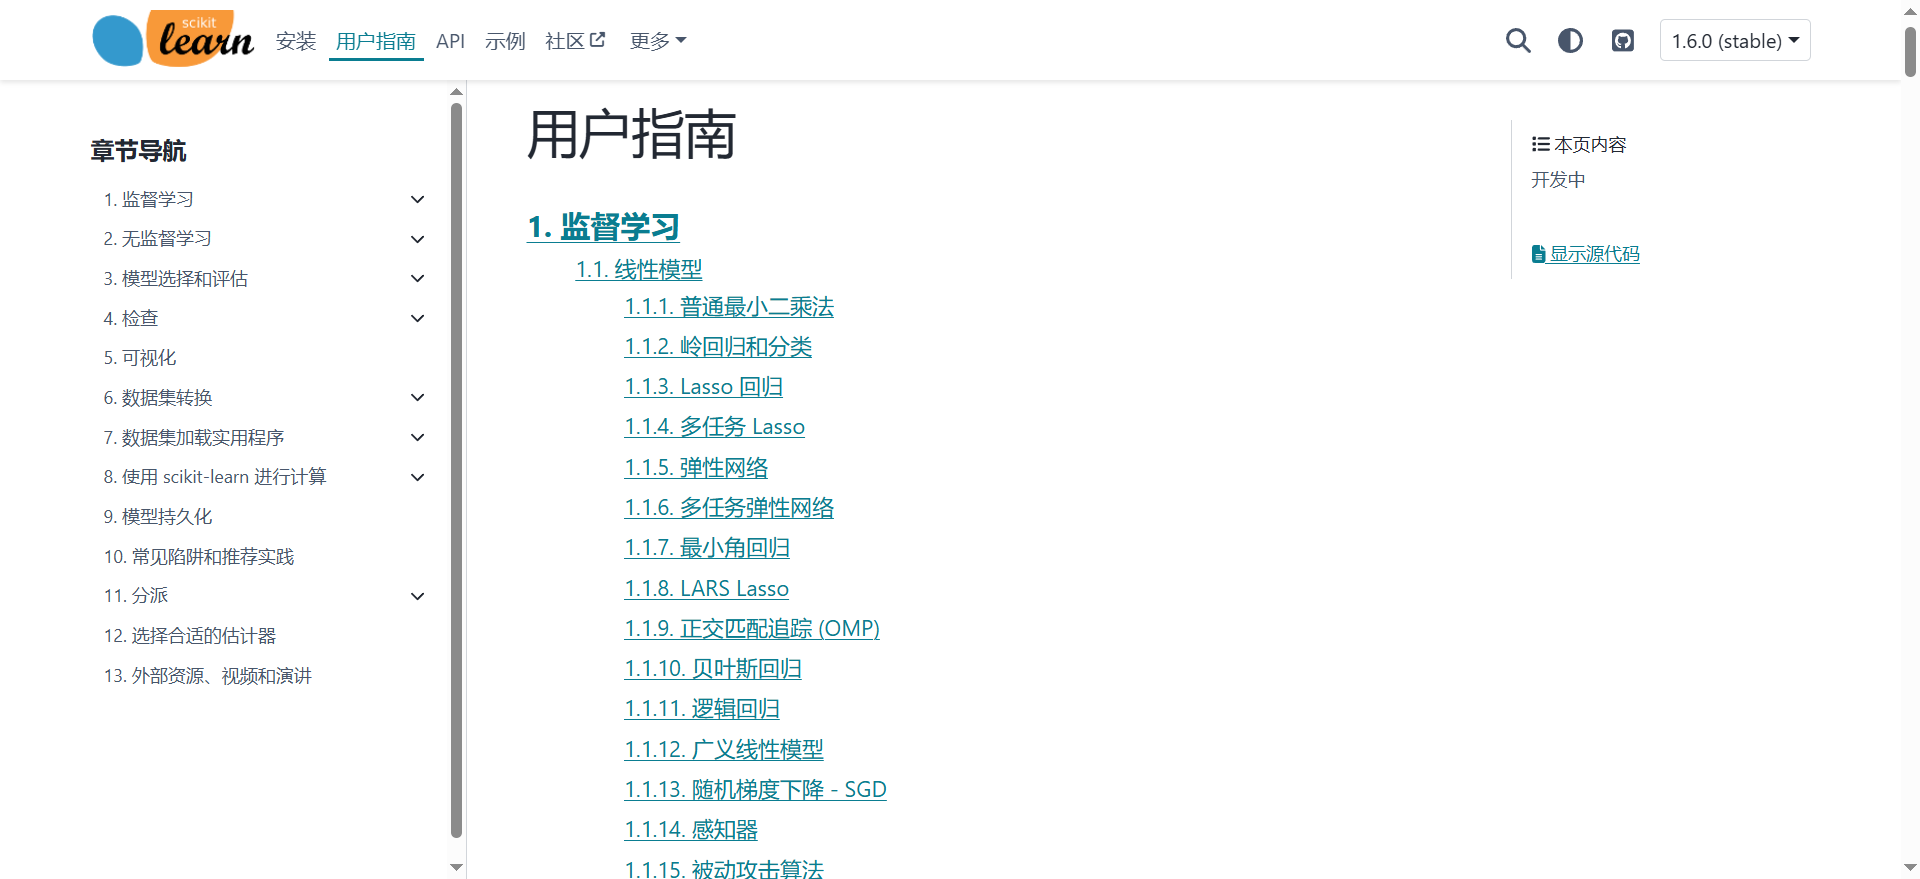 scikit
learn
安装
用户指南
API
示例
社区
更多
1.6.0 (stable)
章节导航
1. 监督学习
2. 无监督学习
3. 模型选择和评估
4. 检查
5. 可视化
6. 数据集转换
7. 数据集加载实用程序
8. 使用 scikit-learn 进行计算
9. 模型持久化
10. 常见陷阱和推荐实践
11. 分派
12. 选择合适的估计器
13. 外部资源、视频和演讲
用户指南
1. 监督学习
1.1. 线性模型
1.1.1. 普通最小二乘法
1.1.2. 岭回归和分类
1.1.3. Lasso 回归
1.1.4. 多任务 Lasso
1.1.5. 弹性网络
1.1.6. 多任务弹性网络
1.1.7. 最小角回归
1.1.8. LARS Lasso
1.1.9. 正交匹配追踪 (OMP)
1.1.10. 贝叶斯回归
1.1.11. 逻辑回归
1.1.12. 广义线性模型
1.1.13. 随机梯度下降 - SGD
1.1.14. 感知器
1.1.15. 被动攻击算法
本页内容
开发中
显示源代码